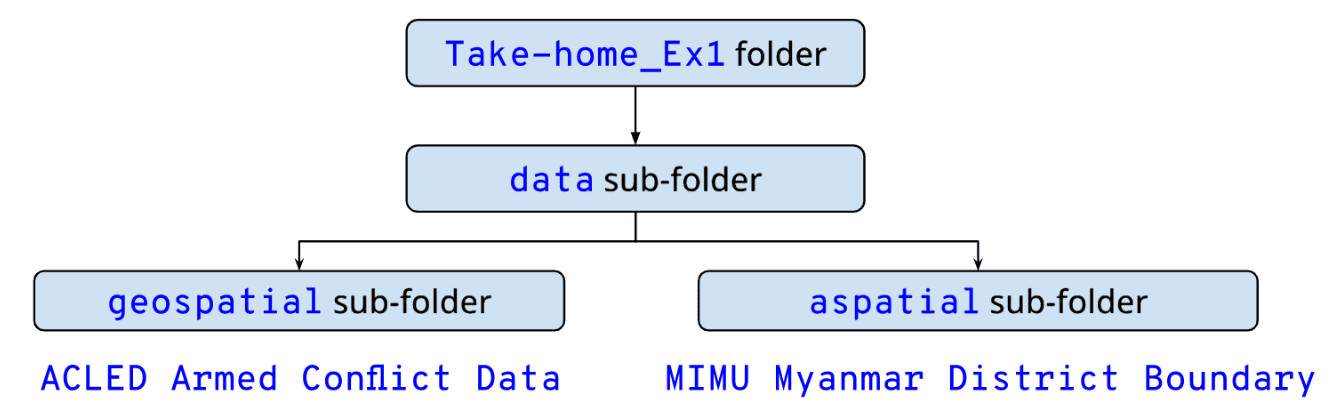 Take-home_Ex1 folder
data sub-folder
geospatial sub-folder
aspatial sub-folder
ACLED Armed Conflict Data
MIMU Myanmar District Boundary